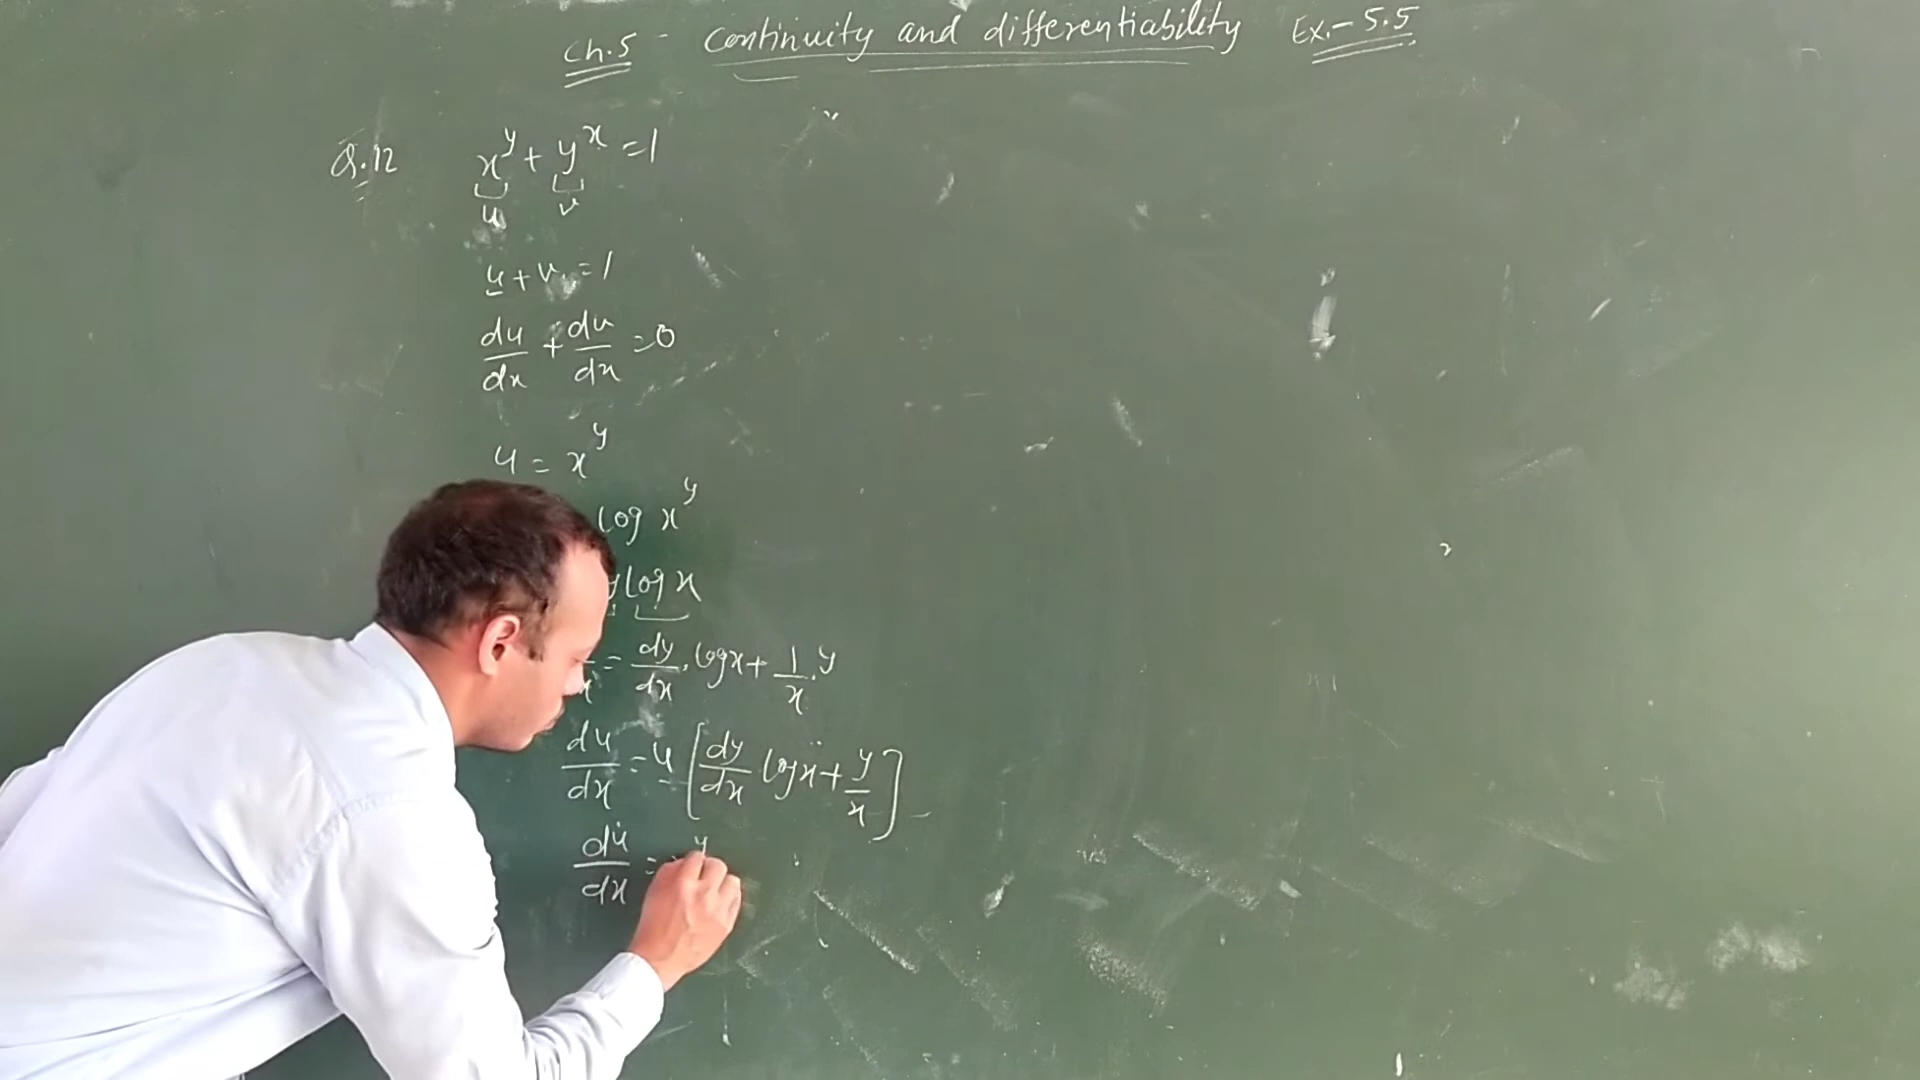 Ch.5 - Continuity and differentiability Ex.- 5.5
Q.12 x^y + y^x = 1
u v
u + v = 1
du/dx + du/dx = 0
u = x^y
log x^y
y log x
= dy/dx . log x + 1/x . y
du/dx = u [dy/dx log x + y/x]
du/dx =